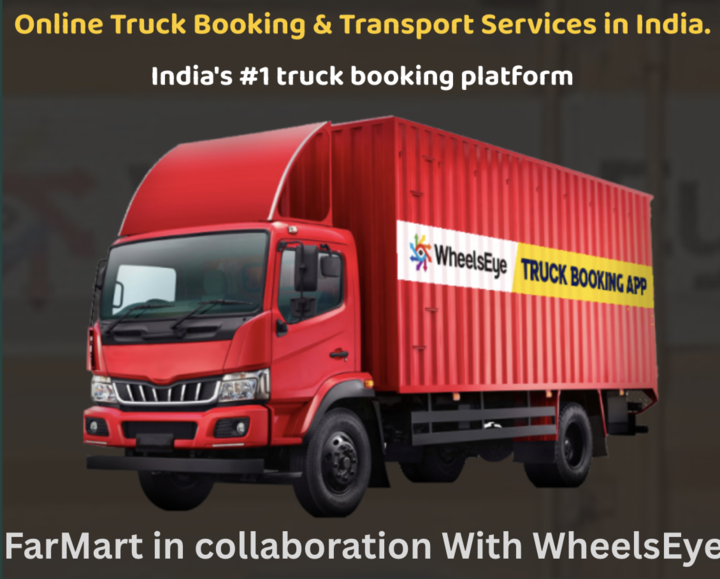 Online Truck Booking & Transport Services in India.
India's #1 truck booking platform
WheelsEye TRUCK BOOKING APP
FarMart in collaboration With WheelsEye